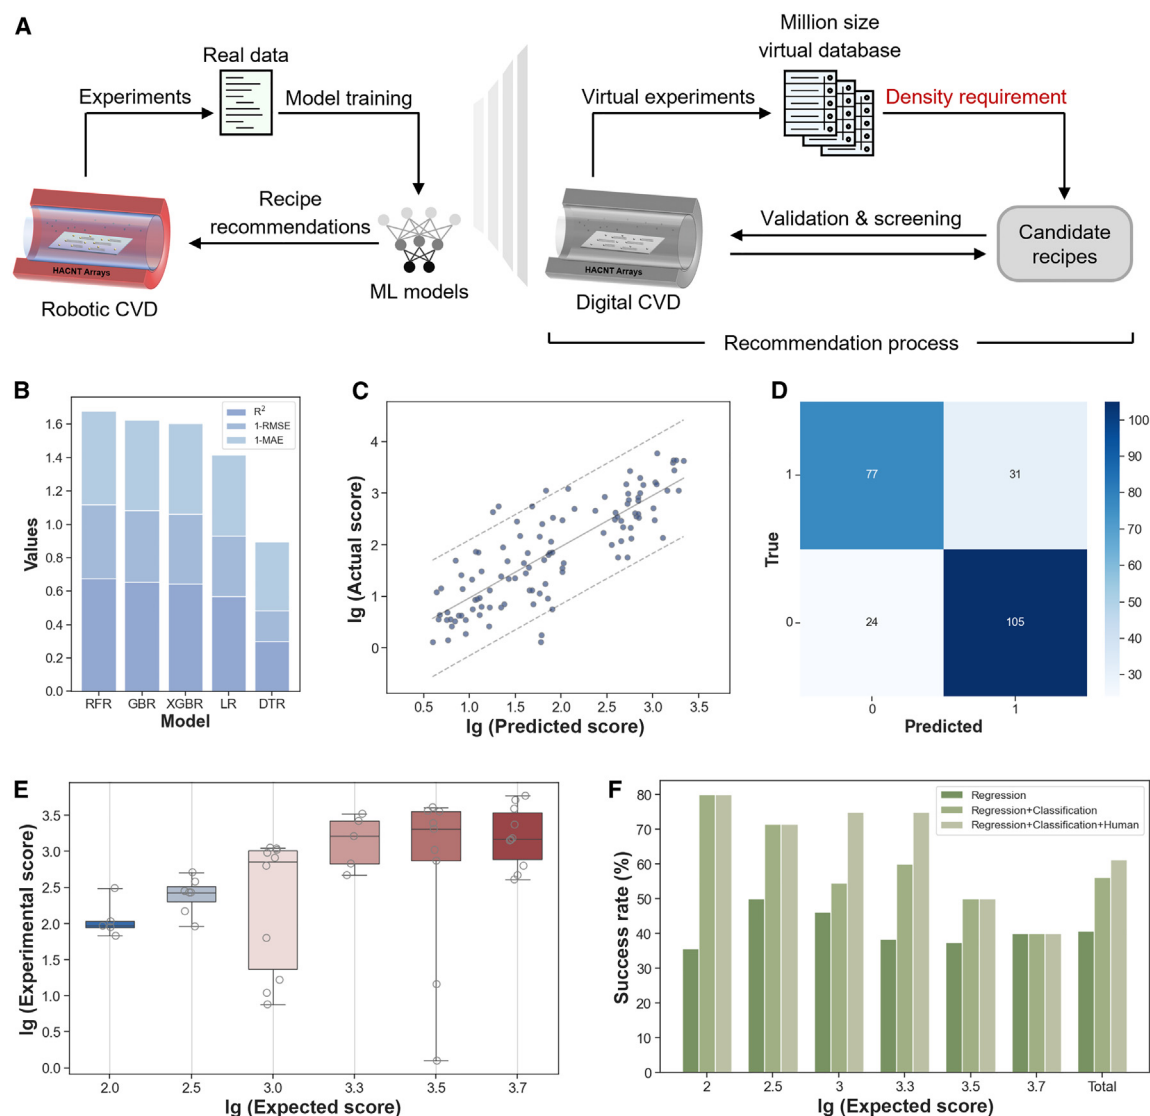 A
Million size
virtual database
Real data
Experiments
Model training
Virtual experiments
Density requirement
Recipe
recommendations
Validation & screening
Candidate
recipes
HACNT Arrays
HACNT Arrays
ML models
Robotic CVD
Digital CVD
Recommendation process
B
R²
1-RMSE
1-MAE
1.6
1.4
1.2
1.0
0.8
0.6
0.4
0.2
0.0
Values
RFR GBR XGBR LR DTR
Model
C
4
3
2
1
0
lg (Actual score)
0.5 1.0 1.5 2.0 2.5 3.0 3.5
lg (Predicted score)
D
77 31
24 105
1
0
True
0 1
Predicted
100
90
80
70
60
50
40
30
E
3.5
3.0
2.5
2.0
1.5
1.0
0.5
0.0
lg (Experimental score)
2.0 2.5 3.0 3.3 3.5 3.7
lg (Expected score)
F
Regression
Regression+Classification
Regression+Classification+Human
80
70
60
50
40
30
20
10
0
Success rate (%)
2 2.5 3 3.3 3.5 3.7 Total
lg (Expected score)